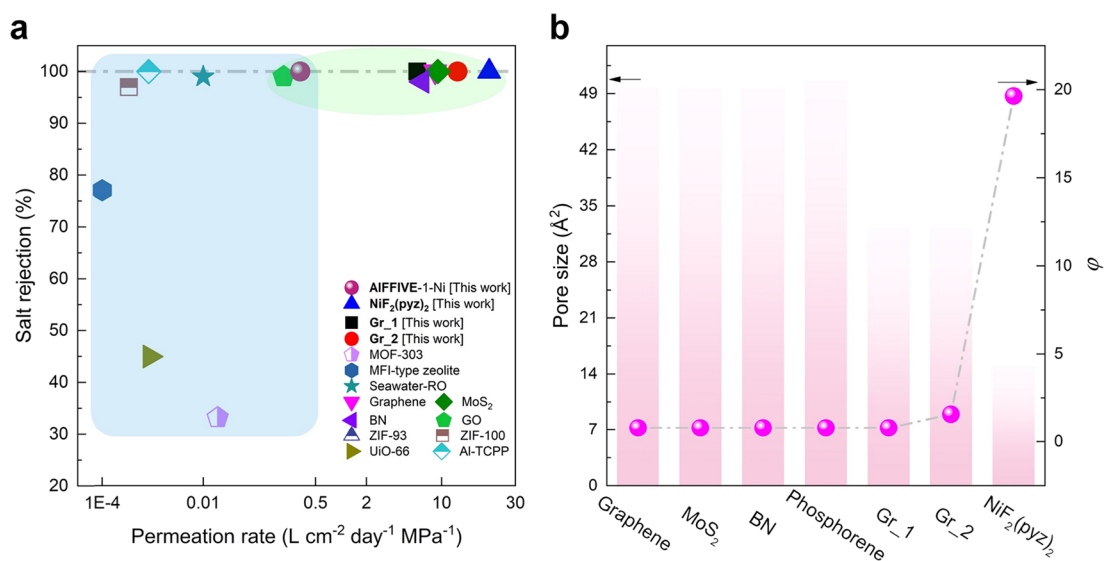 a
Salt rejection (%)
100
90
80
70
60
50
40
30
20
1E-4 0.01 0.5 2 10 30
Permeation rate (L cm⁻² day⁻¹ MPa⁻¹)
AlFFIVE-1-Ni [This work]
NiF₂(pyz)₂ [This work]
Gr_1 [This work]
Gr_2 [This work]
MOF-303
MFI-type zeolite
Seawater-RO
Graphene MoS₂
BN GO
ZIF-93 ZIF-100
UiO-66 Al-TCPP
b
Pore size (Å²)
49
42
35
28
21
14
7
0
20
15
10
5
0
φ
Graphene
MoS₂
BN
Phosphorene
Gr_1
Gr_2
NiF₂(pyz)₂